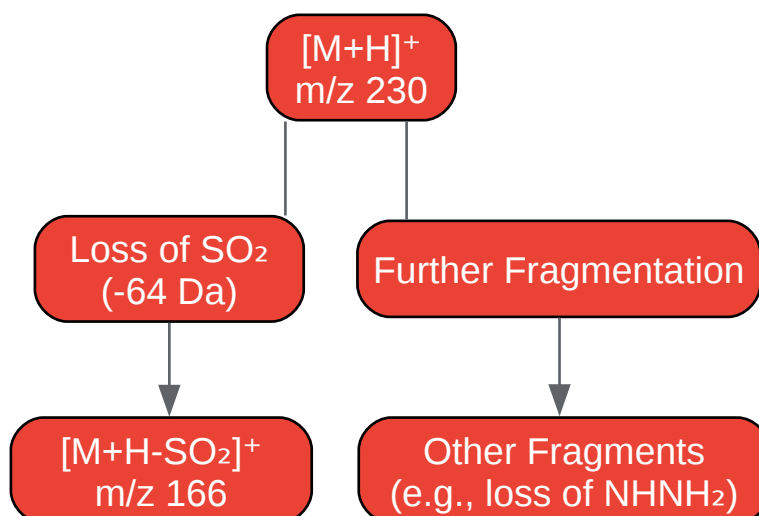 [M+H]⁺
m/z 230
Loss of SO₂
(-64 Da)
Further Fragmentation
[M+H-SO₂]⁺
m/z 166
Other Fragments
(e.g., loss of NHNH₂)